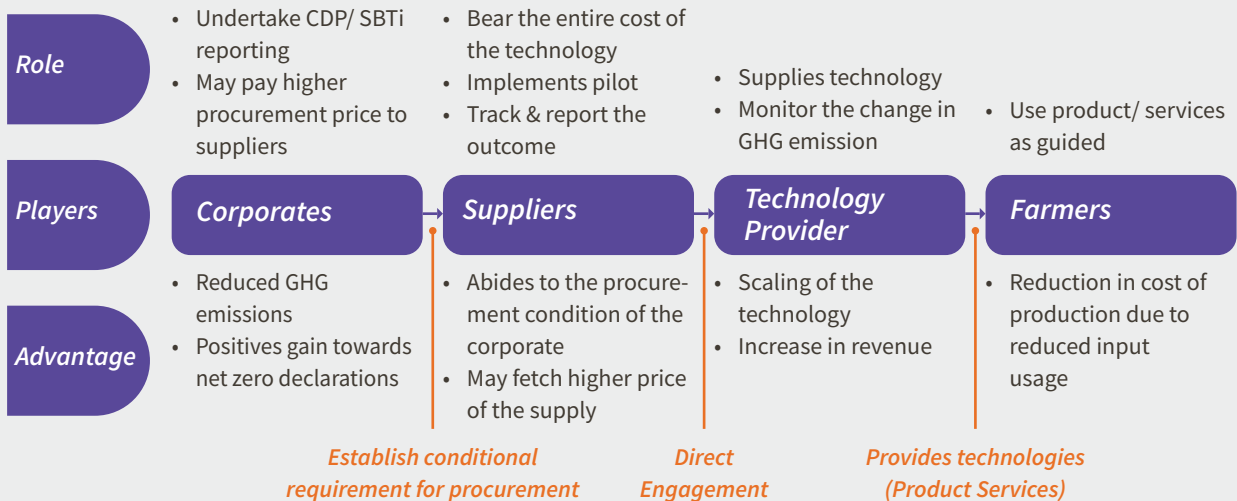 Role
• Undertake CDP/ SBTi
reporting
• May pay higher
procurement price to
suppliers
• Bear the entire cost of
the technology
• Implements pilot
• Track & report the
outcome
• Supplies technology
• Monitor the change in
GHG emission
• Use product/ services
as guided
Players
Corporates
Suppliers
Technology
Provider
Farmers
Advantage
• Reduced GHG
emissions
• Positives gain towards
net zero declarations
• Abides to the procure-
ment condition of the
corporate
• May fetch higher price
of the supply
• Scaling of the
technology
• Increase in revenue
• Reduction in cost of
production due to
reduced input
usage
Establish conditional
requirement for procurement
Direct
Engagement
Provides technologies
(Product Services)